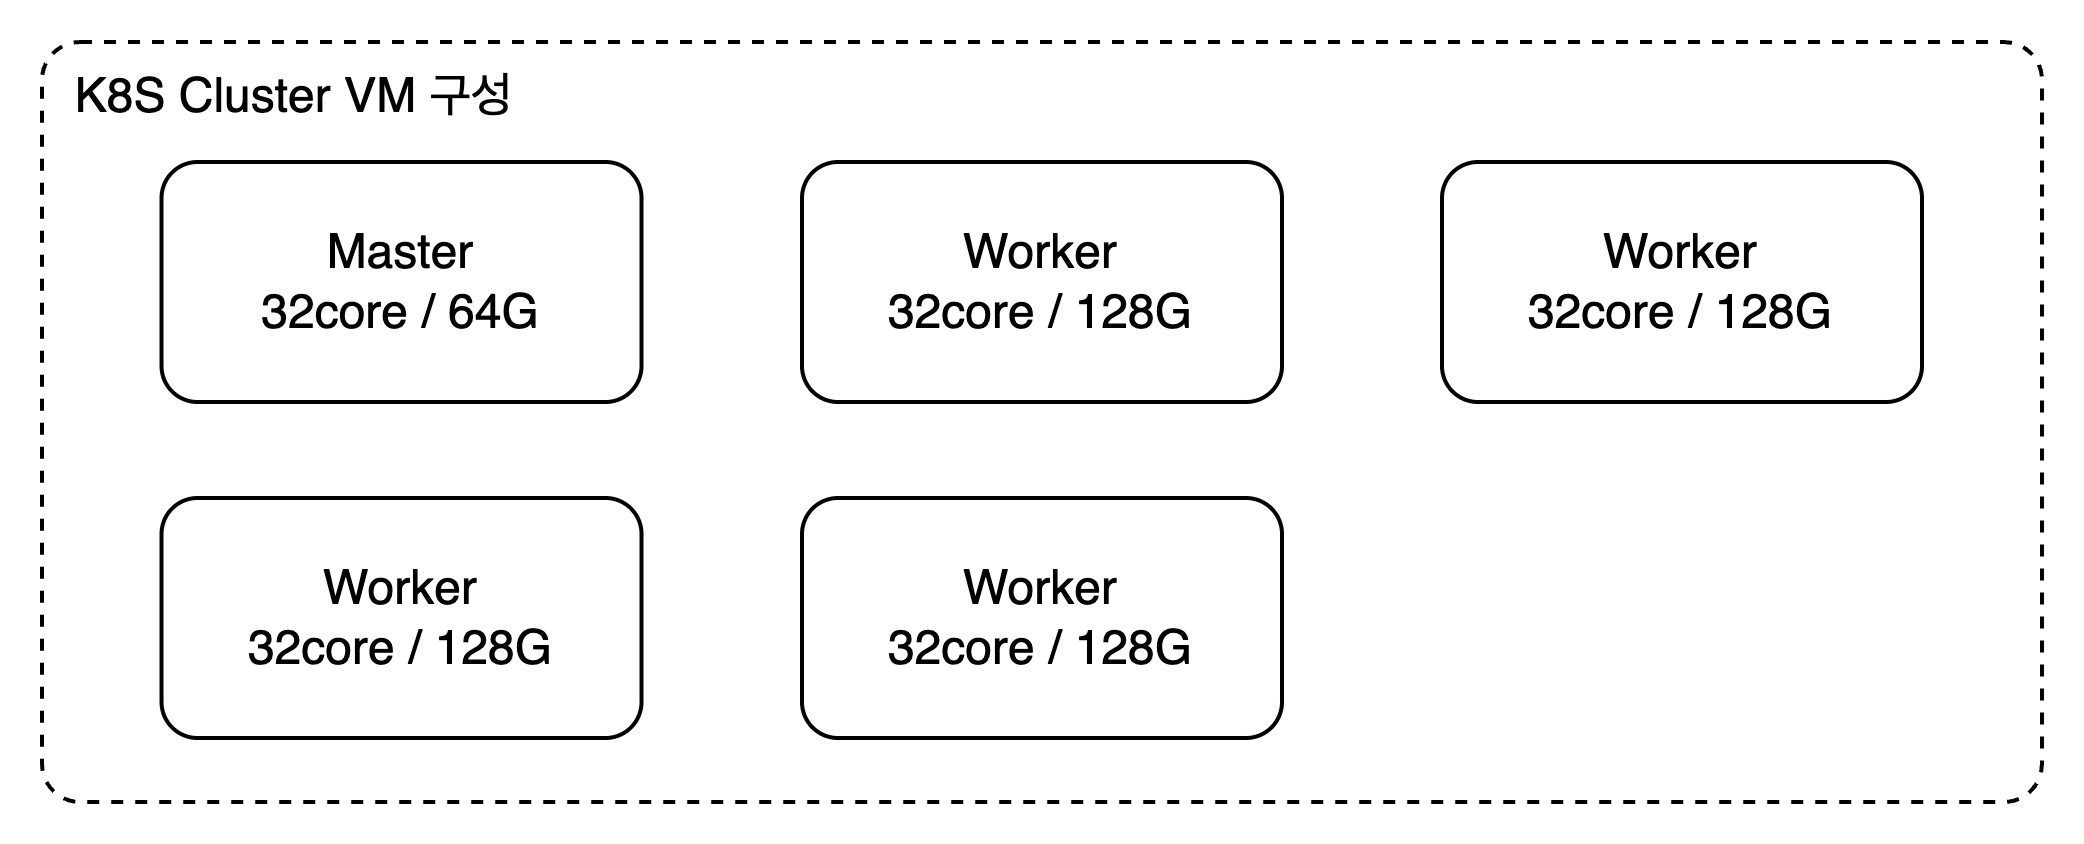 K8S Cluster VM 구성
Master
32core / 64G
Worker
32core / 128G
Worker
32core / 128G
Worker
32core / 128G
Worker
32core / 128G